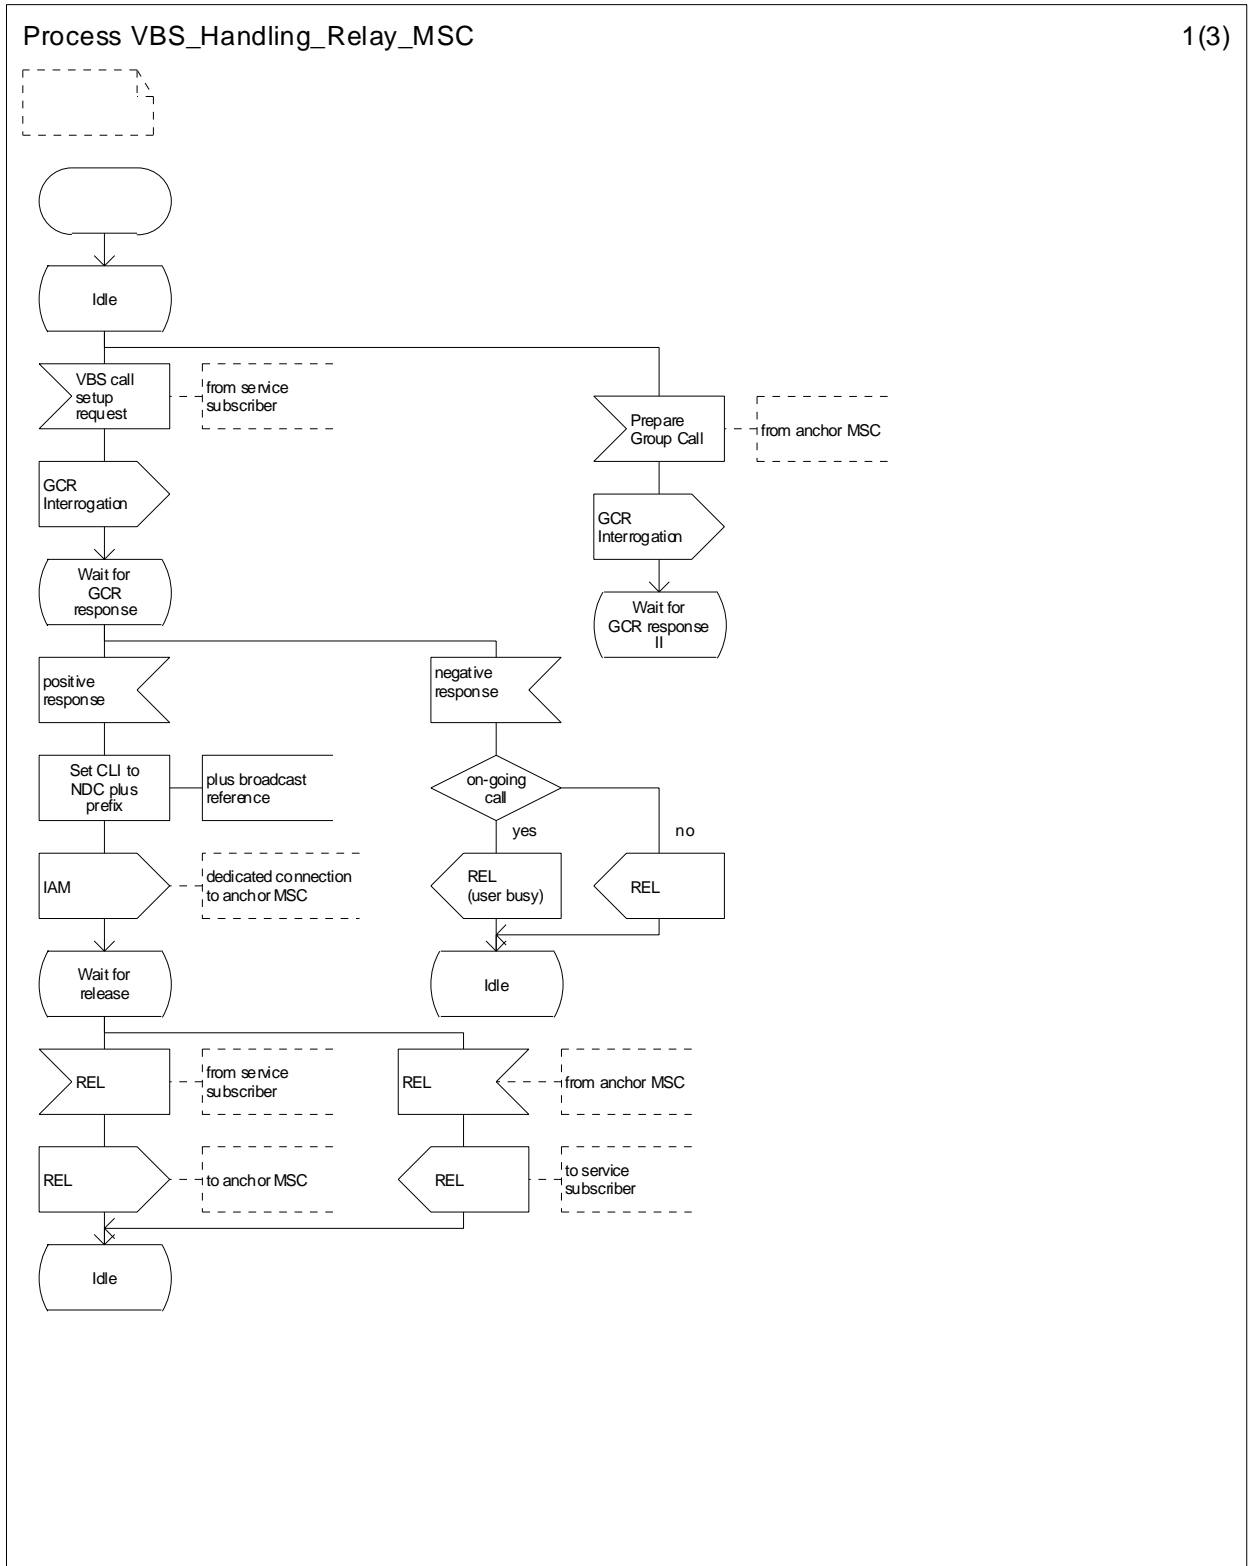 Process VBS_Handling_Relay_MSC
1(3)
Idle
VBS call
setup
request
from service
subscriber
Prepare
Group Call
from anchor MSC
GCR
Interrogation
GCR
Interrogation
Wait for
GCR
response
Wait for
GCR response
II
positive
response
negative
response
Set CLI to
NDC plus
prefix
plus broadcast
reference
on-going
call
yes
no
IAM
dedicated connection
to anchor MSC
REL
(user busy)
REL
Wait for
release
Idle
REL
from service
subscriber
REL
from anchor MSC
REL
to anchor MSC
REL
to service
subscriber
Idle